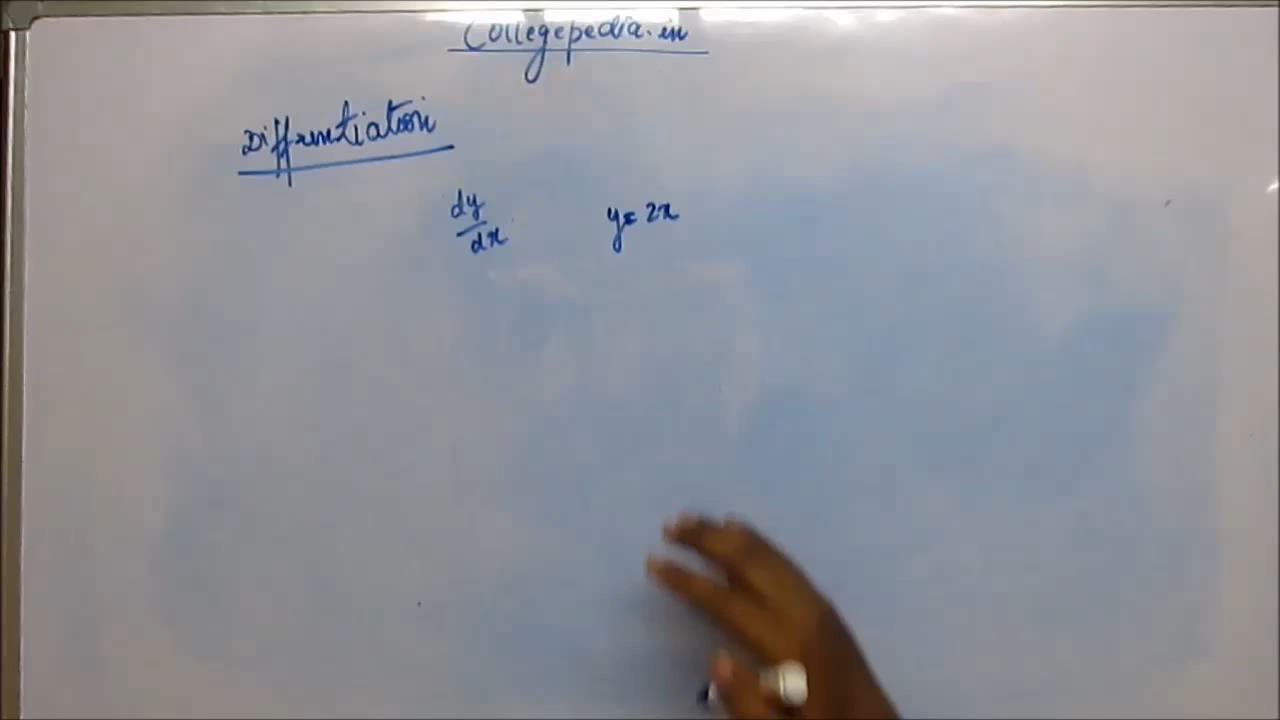 Collegepedia.in
Diffrentiation
dy/dx y = 2x